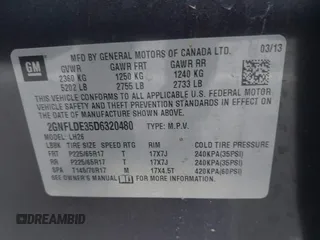 GM
MFD BY GENERAL MOTORS OF CANADA LTD.
03/13
GVWR GAWR FRT GAWR RR
2360 KG 1250 KG 1240 KG
5202 LB 2755 LB 2733 LB
THIS VEHICLE CONFORMS TO ALL APPLICABLE U.S. FEDERAL MOTOR
VEHICLE SAFETY AND THEFT PREVENTION STANDARDS IN EFFECT ON
THE DATE OF MANUFACTURE SHOWN ABOVE.
2GNFLDE35D6320480 TYPE: M.P.V.
MODEL: LH26
TIRE SIZE SPEED RTG RIM COLD TIRE PRESSURE
FRT P225/65R17 T 17X7J 240KPA(35PSI)
RR P225/65R17 T 17X7J 240KPA(35PSI)
SPA T145/70R17 M 17X4.5T 420KPA(60PSI)
SEE OWNER'S MANUAL FOR ADDITIONAL INFORMATION.
DREAMBID